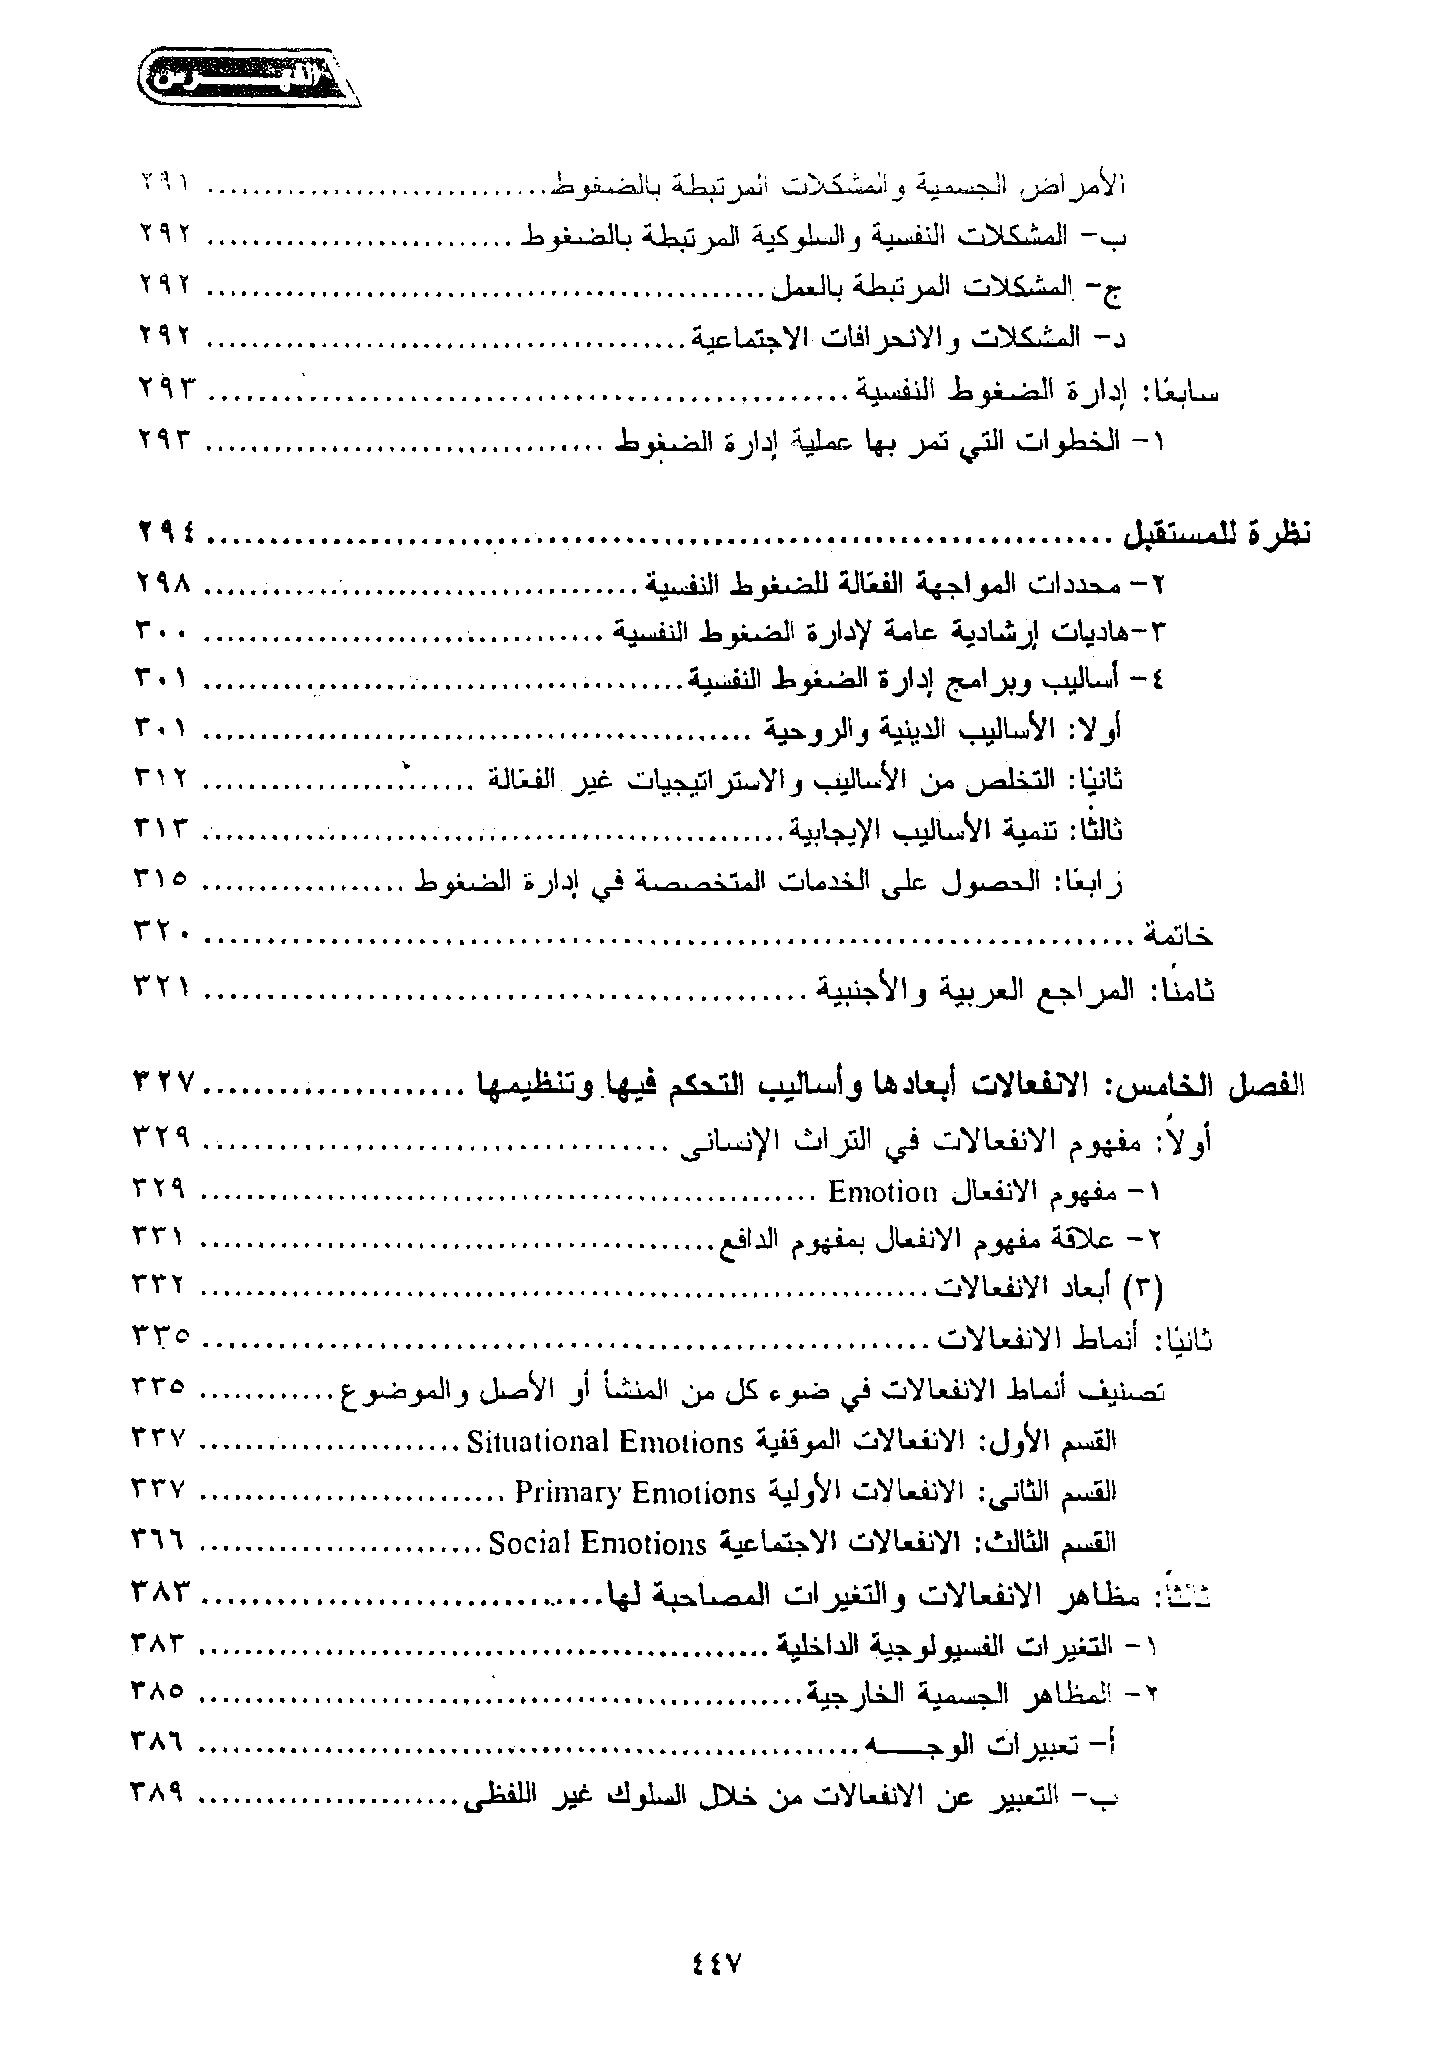 الفهـــرس
الأمراض الجسمية والمشكلات المرتبطة بالضغوط .............................. ٢٩١
ب- المشكلات النفسية والسلوكية المرتبطة بالضغوط ........................... ٢٩٢
ج- المشكلات المرتبطة بالعمل ................................................ ٢٩٢
د- المشكلات والانحرافات الاجتماعية ......................................... ٢٩٢
سابعًا: إدارة الضغوط النفسية ....................................................... ٢٩٣
١- الخطوات التي تمر بها عملية إدارة الضغوط .................................. ٢٩٣
نظرة للمستقبل .............................................................................. ٢٩٤
٢- محددات المواجهة الفعّالة للضغوط النفسية ..................................... ٢٩٨
٣-هاديات إرشادية عامة لإدارة الضغوط النفسية .................................. ٣٠٠
٤- أساليب وبرامج إدارة الضغوط النفسية ......................................... ٣٠١
أولا: الأساليب الدينية والروحية ............................................... ٣٠١
ثانيًا: التخلص من الأساليب والاستراتيجيات غير الفعّالة ....................... ٣١٢
ثالثًا: تنمية الأساليب الإيجابية .................................................. ٣١٣
رابعًا: الحصول على الخدمات المتخصصة في إدارة الضغوط .................. ٣١٥
خاتمة ................................................................................ ٣٢٠
ثامنًا: المراجع العربية والأجنبية .................................................... ٣٢١
الفصل الخامس: الانفعالات أبعادها وأساليب التحكم فيها وتنظيمها ...................... ٣٢٧
أولاً: مفهوم الانفعالات في التراث الإنسانى ........................................ ٣٢٩
١- مفهوم الانفعال Emotion ..................................................... ٣٢٩
٢- علاقة مفهوم الانفعال بمفهوم الدافع ............................................ ٣٣١
(٣) أبعاد الانفعالات .............................................................. ٣٣٢
ثانيًا: أنماط الانفعالات .............................................................. ٣٣٥
تصنيف أنماط الانفعالات في ضوء كل من المنشأ أو الأصل والموضوع ............ ٣٣٥
القسم الأول: الانفعالات الموقفية Situational Emotions ...................... ٣٣٧
القسم الثانى: الانفعالات الأولية Primary Emotions .......................... ٣٣٧
القسم الثالث: الانفعالات الاجتماعية Social Emotions ........................ ٣٦٦
ثالثاً: مظاهر الانفعالات والتغيرات المصاحبة لها .................................. ٣٨٣
١- التغيرات الفسيولوجية الداخلية ................................................. ٣٨٣
٢- المظاهر الجسمية الخارجية .................................................... ٣٨٥
أ- تعبيرات الوجــــه ........................................................ ٣٨٦
ب- التعبير عن الانفعالات من خلال السلوك غير اللفظى ...................... ٣٨٩
٤٤٧